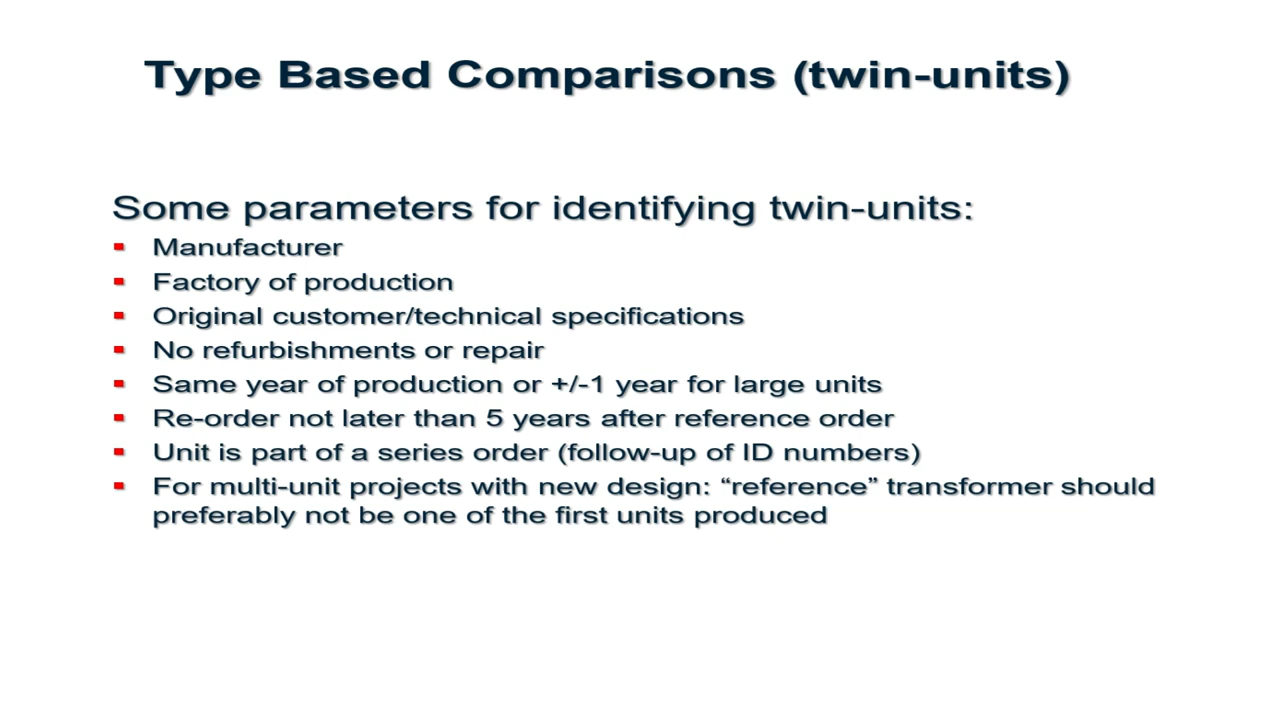 Type Based Comparisons (twin-units)
Some parameters for identifying twin-units:
Manufacturer
Factory of production
Original customer/technical specifications
No refurbishments or repair
Same year of production or +/-1 year for large units
Re-order not later than 5 years after reference order
Unit is part of a series order (follow-up of ID numbers)
For multi-unit projects with new design: “reference” transformer should
preferably not be one of the first units produced